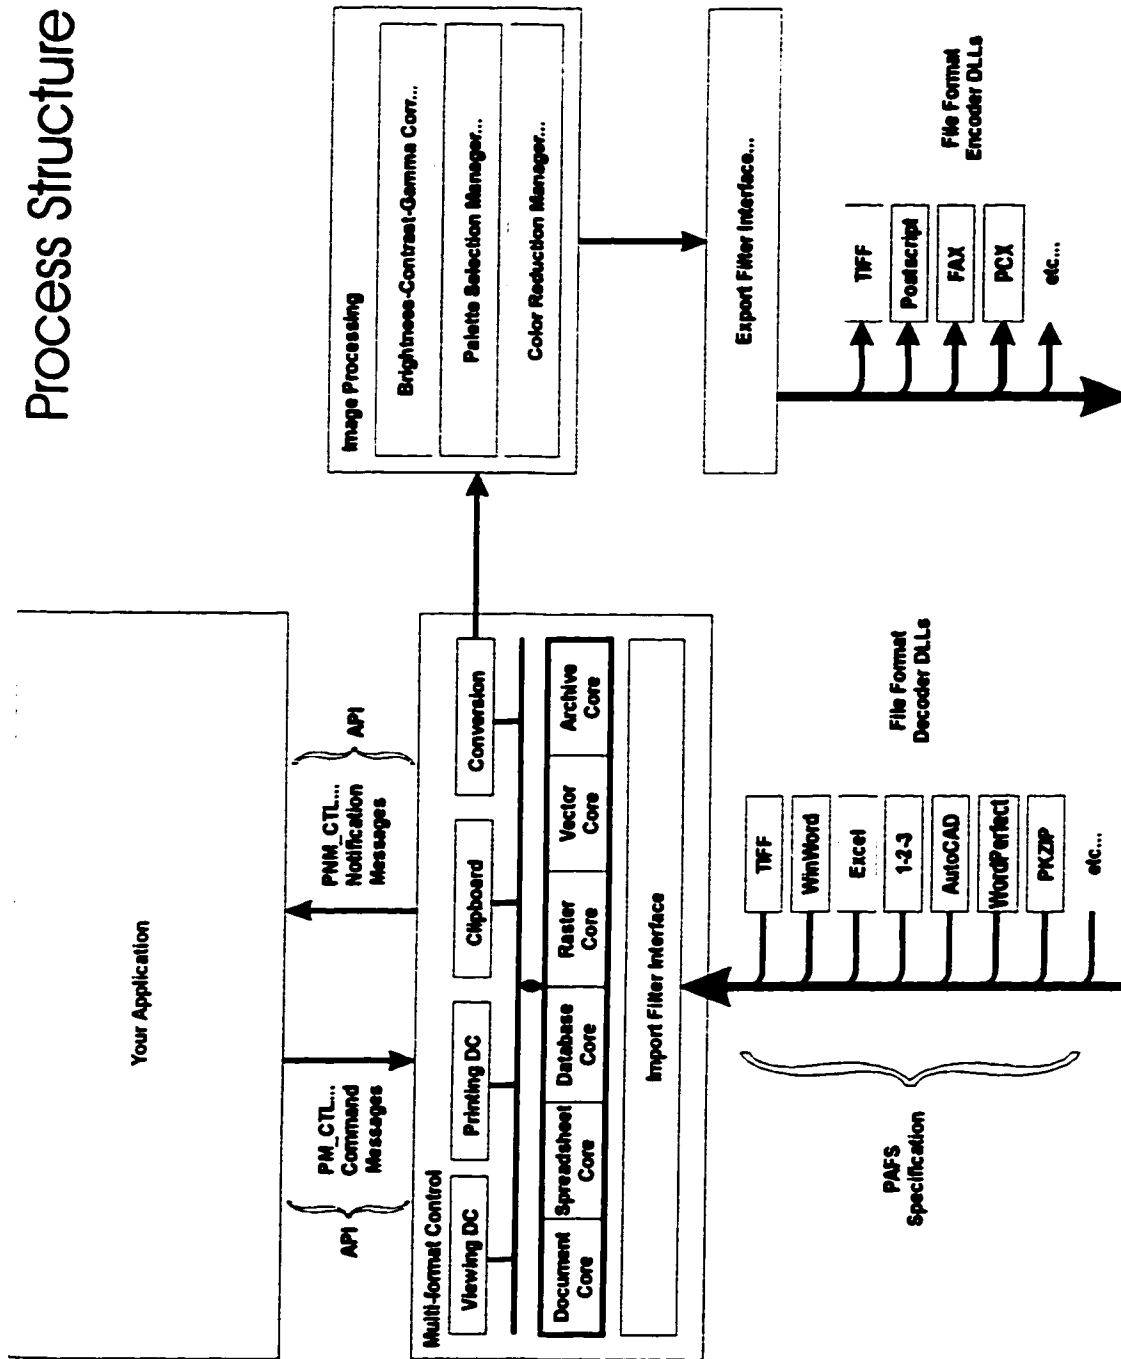 Process Structure
Your Application
API
PM_CTL...
Command
Messages
PNM_CTL...
Notification
Messages
API
Multi-format Control
Viewing DC
Printing DC
Clipboard
Conversion
Document
Core
Spreadsheet
Core
Database
Core
Raster
Core
Vector
Core
Archive
Core
Import Filter Interface
PAFS
Specification
TIFF
WinWord
Excel
1-2-3
AutoCAD
WordPerfect
PKZIP
etc...
File Format
Decoder DLLs
Image Processing
Brightness-Contrast-Gamma Corr...
Palette Selection Manager...
Color Reduction Manager...
Export Filter Interface...
TIFF
Postscript
FAX
PCX
etc...
File Format
Encoder DLLs